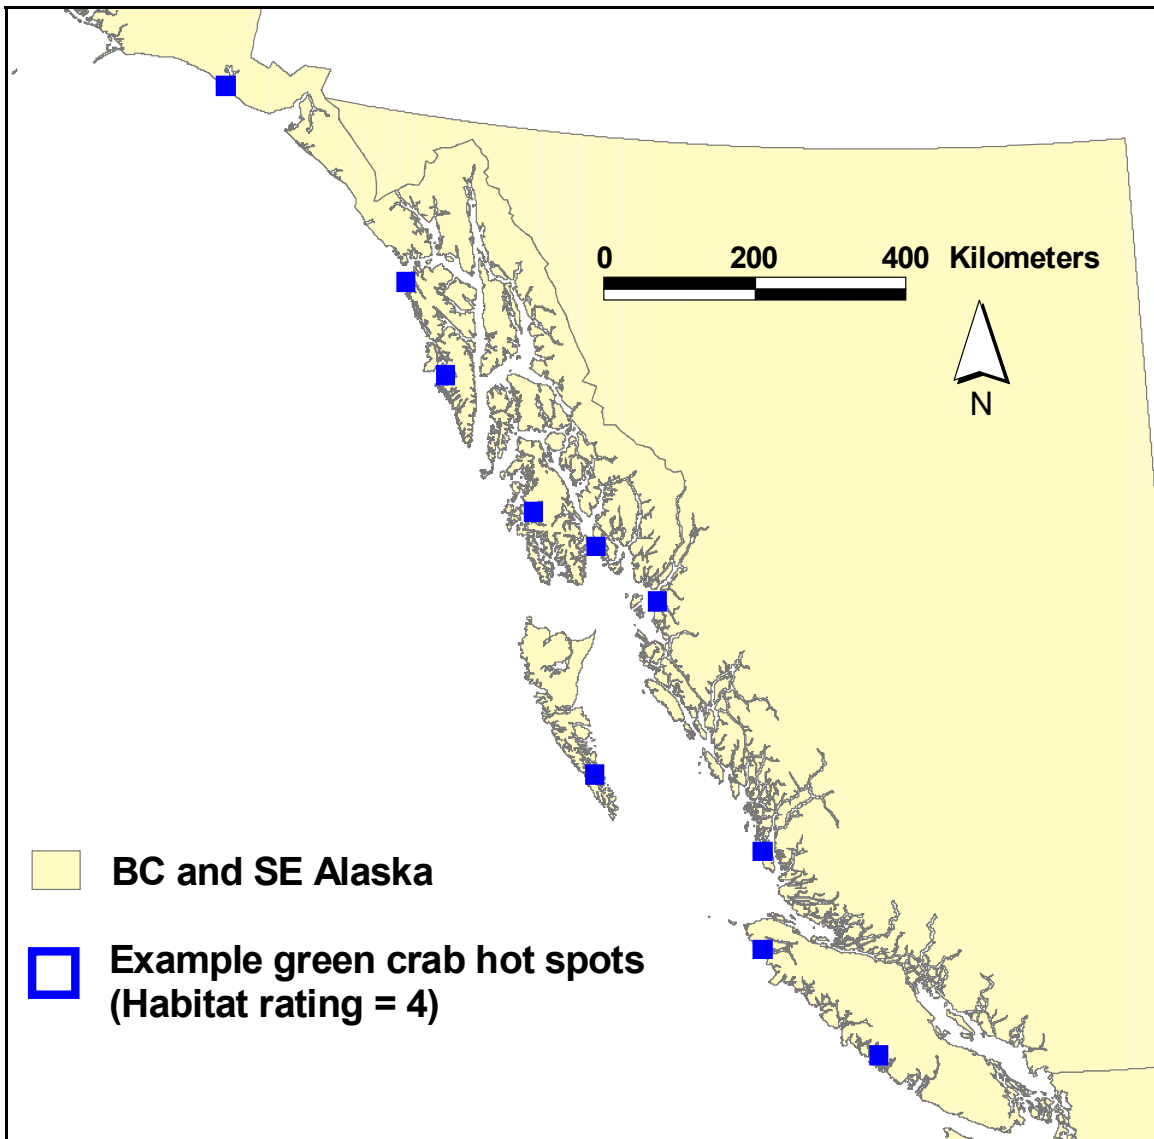 0 200 400 Kilometers
N
BC and SE Alaska
Example green crab hot spots
(Habitat rating = 4)